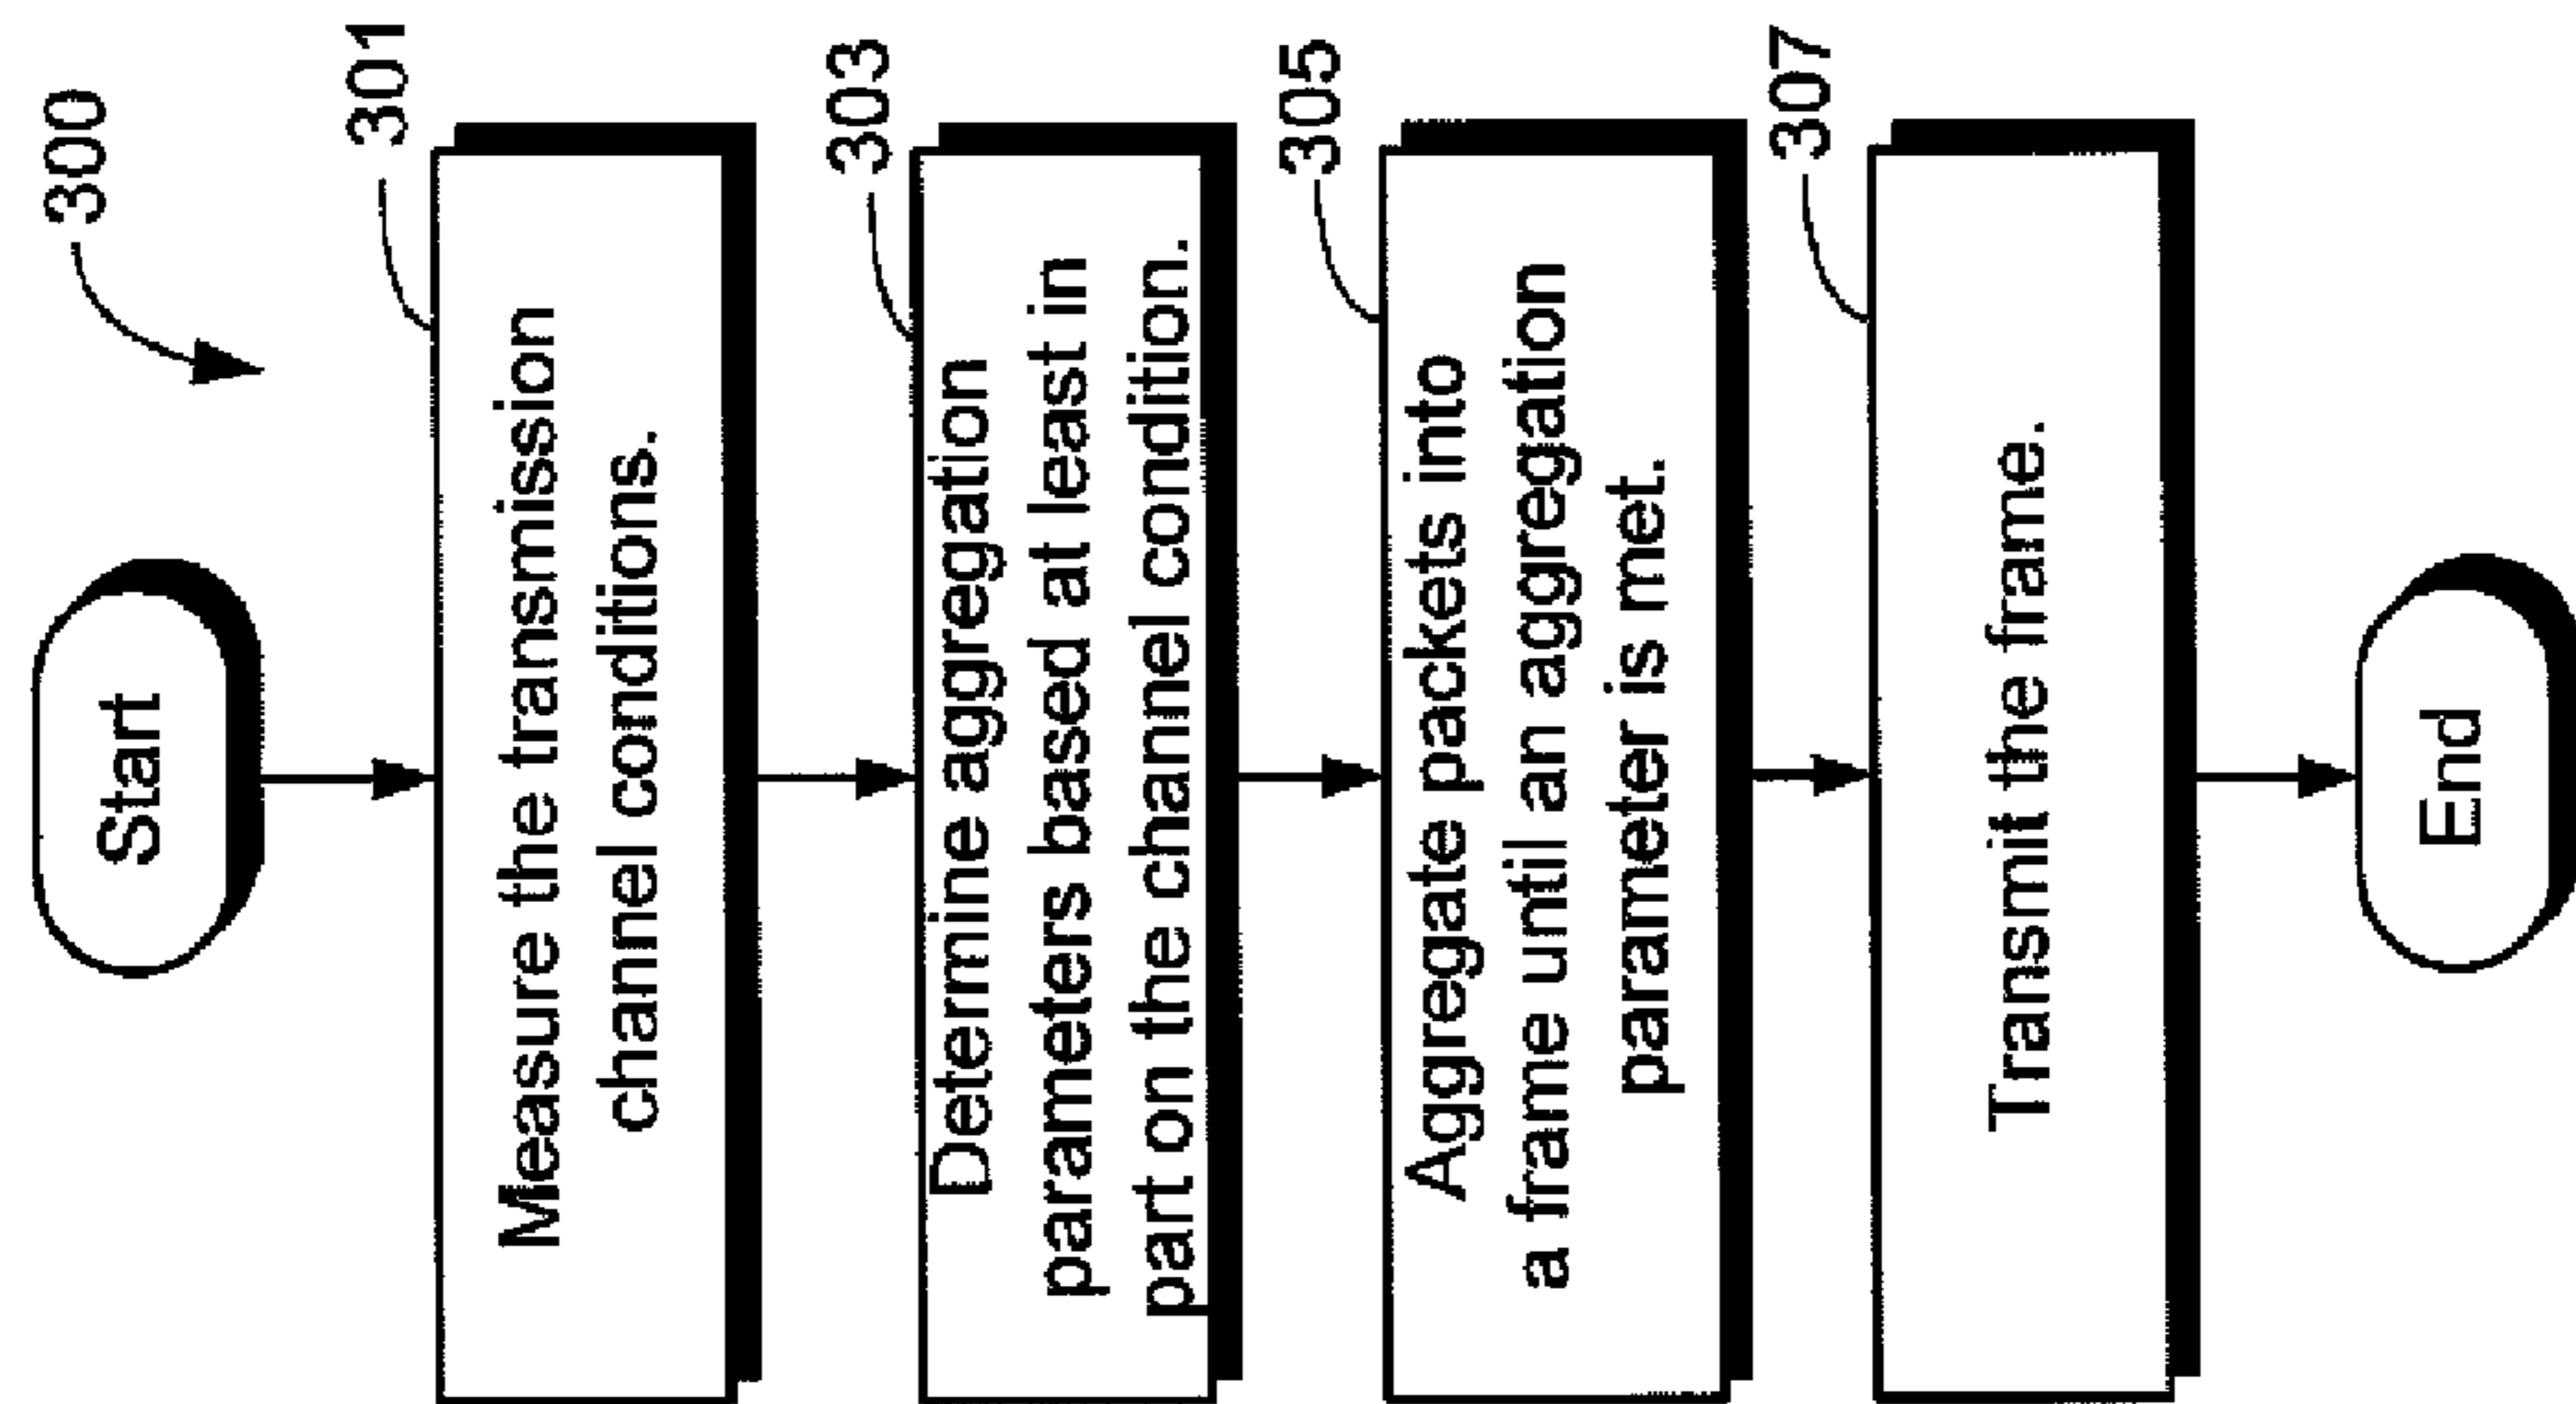 300
Start
301
Measure the transmission
channel conditions.
303
Determine aggregation
parameters based at least in
part on the channel condition.
305
Aggregate packets into
a frame until an aggregation
parameter is met.
307
Transmit the frame.
End